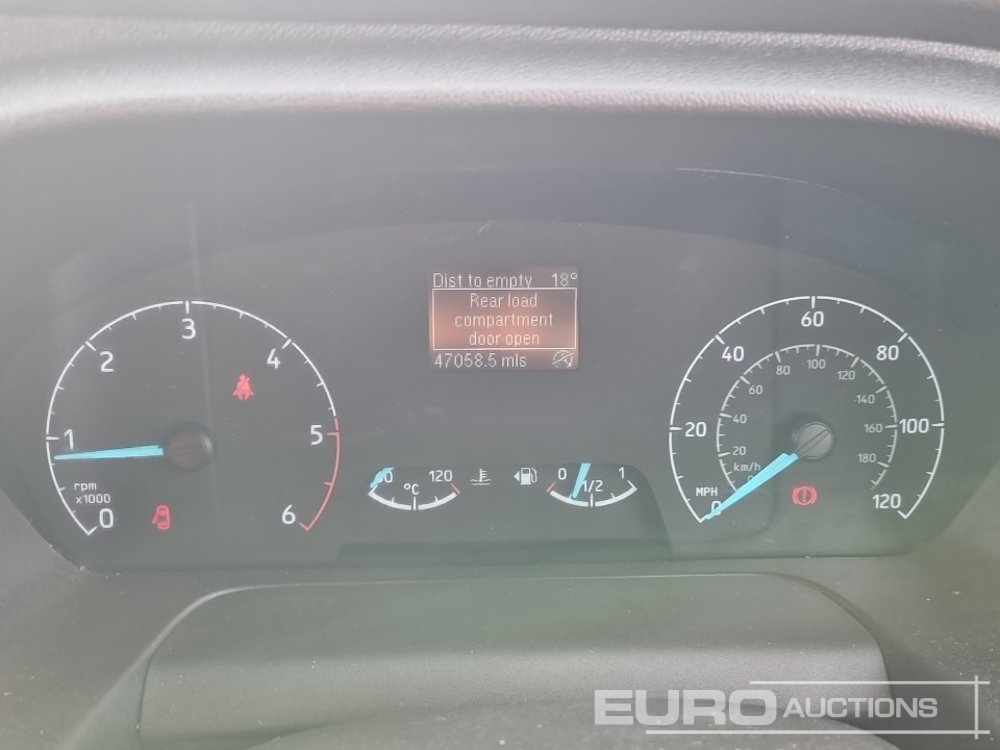 Dist to empty 18°
Rear load
compartment
door open
47058.5 mls
0 1 2 3 4 5 6
rpm
x1000
120
°C
0 1/2 1
0 20 40 60 80 100 120
MPH
20 40 60 80 100 120 140 160 180
km/h
EURO AUCTIONS